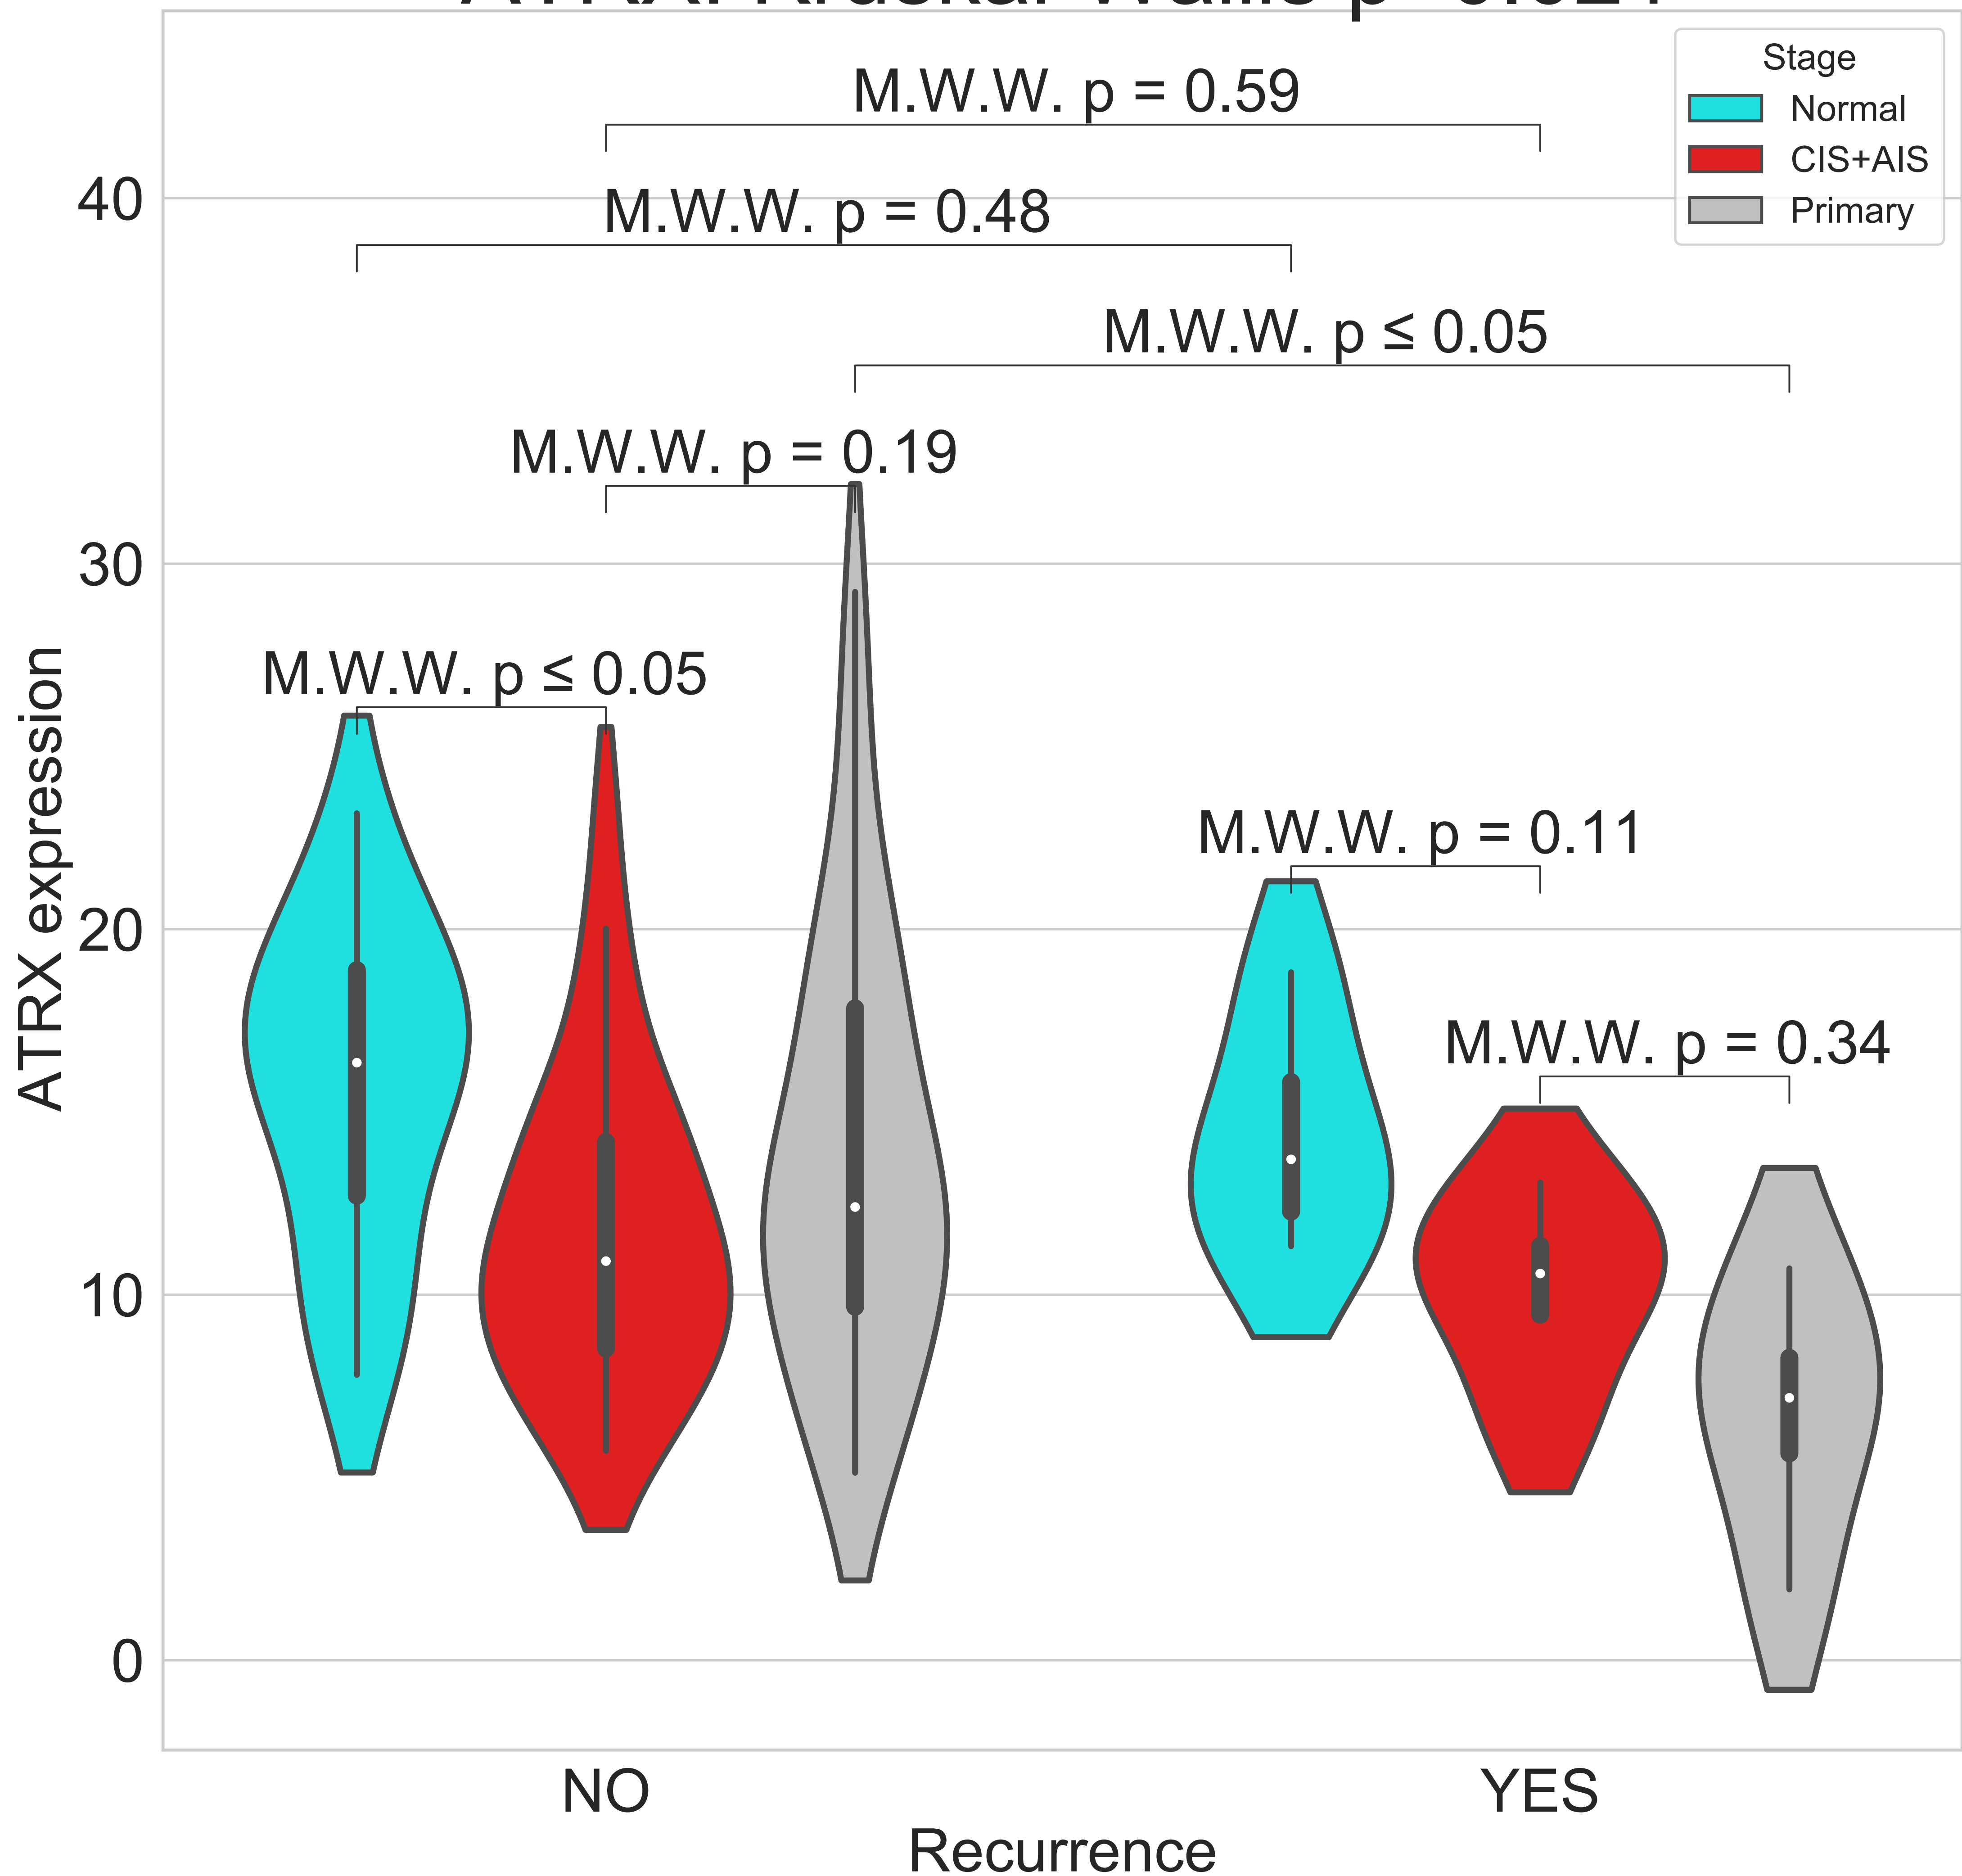 Stage
Normal
CIS+AIS
Primary
M.W.W. p = 0.59
M.W.W. p = 0.48
M.W.W. p ≤ 0.05
M.W.W. p = 0.19
M.W.W. p ≤ 0.05
M.W.W. p = 0.11
M.W.W. p = 0.34
40
30
20
10
0
ATRX expression
NO
YES
Recurrence